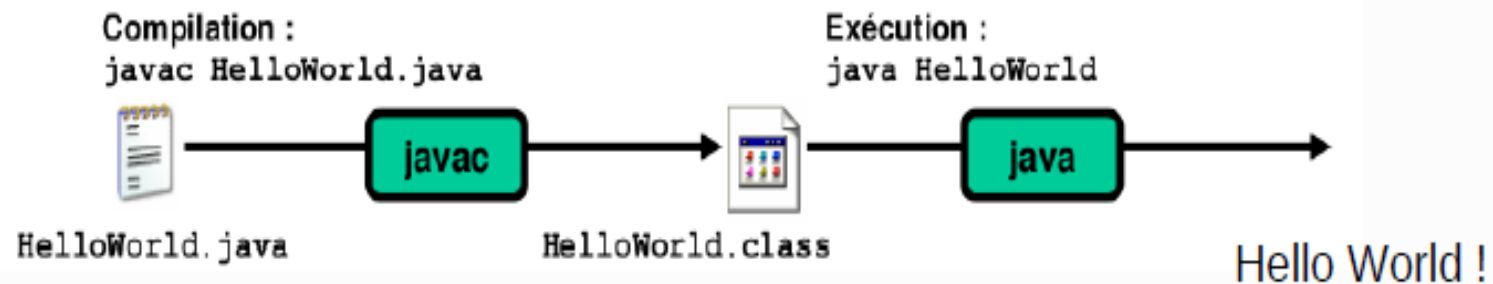 Compilation :
javac HelloWorld.java
Exécution :
java HelloWorld
javac
java
HelloWorld.java
HelloWorld.class
Hello World !